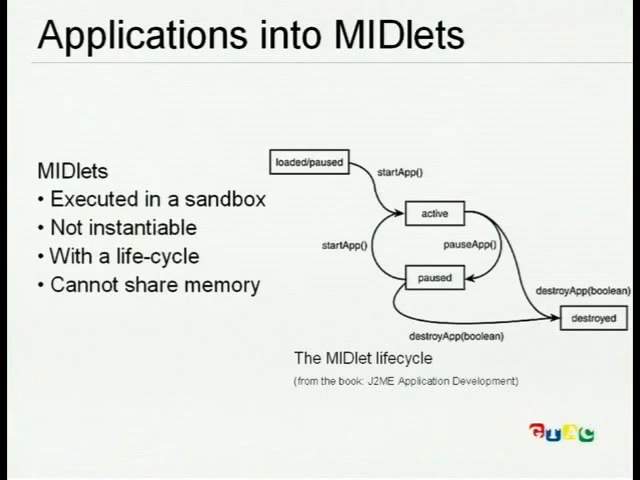 Applications into MIDlets
MIDlets
• Executed in a sandbox
• Not instantiable
• With a life-cycle
• Cannot share memory
loaded/paused
startApp()
active
startApp()
pauseApp()
paused
destroyApp(boolean)
destroyed
destroyApp(boolean)
The MIDlet lifecycle
(from the book: J2ME Application Development)
GTAC